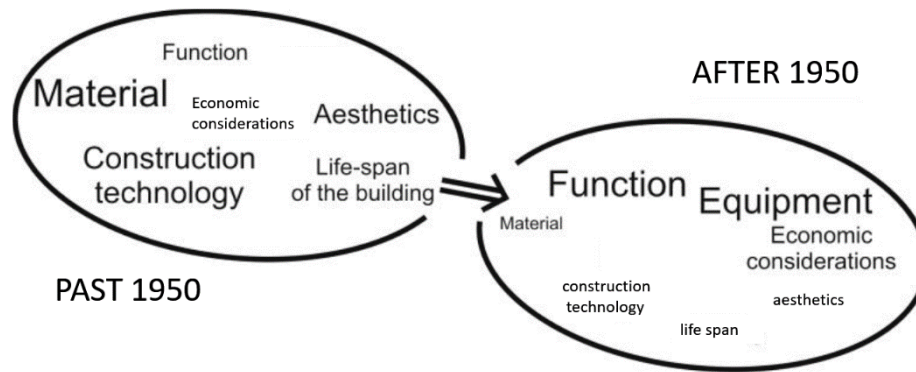 Function
Material
Economic
considerations
Aesthetics
Construction
technology
Life-span
of the building
PAST 1950
AFTER 1950
Function
Equipment
Material
Economic
considerations
construction
technology
aesthetics
life span